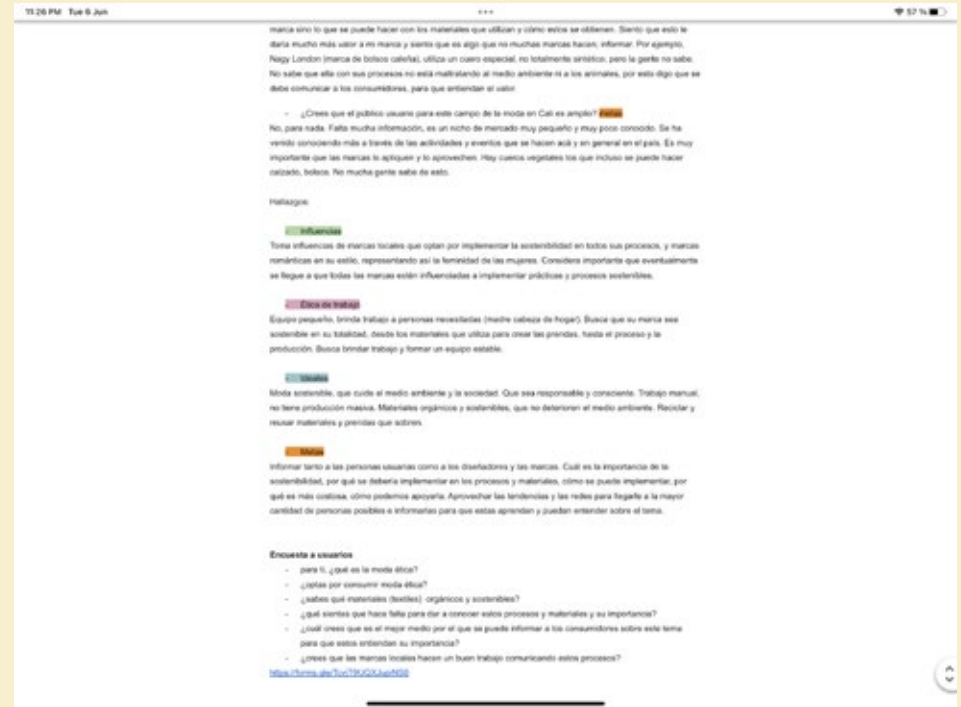 11:26 PM Tue 6 Jun
57 %
marca sino lo que se puede hacer con los materiales que utilizan y cómo estos se obtienen. Siento que esto le
daría mucho más valor a mi marca y siento que es algo que no muchas marcas hacen; informar. Por ejemplo,
Nagy London (marca de bolsos caleña), utiliza un cuero especial, no totalmente sintético, pero la gente no sabe.
No sabe que ella con sus procesos no está maltratando al medio ambiente ni a los animales, por esto digo que se
debe comunicar a los consumidores, para que entiendan el valor.
- ¿Crees que el público usuario para este campo de la moda en Cali es amplio? metas
No, para nada. Falta mucha información, es un nicho de mercado muy pequeño y muy poco conocido. Se ha
venido conociendo más a través de las actividades y eventos que se hacen acá y en general en el país. Es muy
importante que las marcas lo apliquen y lo aprovechen. Hay cueros vegetales los que incluso se puede hacer
calzado, bolsos. No mucha gente sabe de esto.
Hallazgos:
- Influencias
Toma influencias de marcas locales que optan por implementar la sostenibilidad en todos sus procesos, y marcas
románticas en su estilo, representando así la feminidad de las mujeres. Considera importante que eventualmente
se llegue a que todas las marcas estén influenciadas a implementar prácticas y procesos sostenibles.
- Ética de trabajo
Equipo pequeño, brinda trabajo a personas necesitadas (madre cabeza de hogar). Busca que su marca sea
sostenible en su totalidad, desde los materiales que utiliza para crear las prendas, hasta el proceso y la
producción. Busca brindar trabajo y formar un equipo estable.
- Ideales
Moda sostenible, que cuide el medio ambiente y la sociedad. Que sea responsable y consciente. Trabajo manual,
no tiene producción masiva. Materiales orgánicos y sostenibles, que no deterioren el medio ambiente. Reciclar y
reusar materiales y prendas que sobren.
- Metas
Informar tanto a las personas usuarias como a los diseñadores y las marcas. Cuál es la importancia de la
sostenibilidad, por qué se debería implementar en los procesos y materiales, cómo se puede implementar, por
qué es más costosa, cómo podemos apoyarla. Aprovechar las tendencias y las redes para llegarle a la mayor
cantidad de personas posibles e informarlas para que estas aprendan y puedan entender sobre el tema.
Encuesta a usuarios
- para ti, ¿qué es la moda ética?
- ¿optas por consumir moda ética?
- ¿sabes qué materiales (textiles) orgánicos y sostenibles?
- ¿qué sientes que hace falta para dar a conocer estos procesos y materiales y su importancia?
- ¿cuál crees que es el mejor medio por el que se puede informar a los consumidores sobre este tema
para que estos entiendan su importancia?
- ¿crees que las marcas locales hacen un buen trabajo comunicando estos procesos?